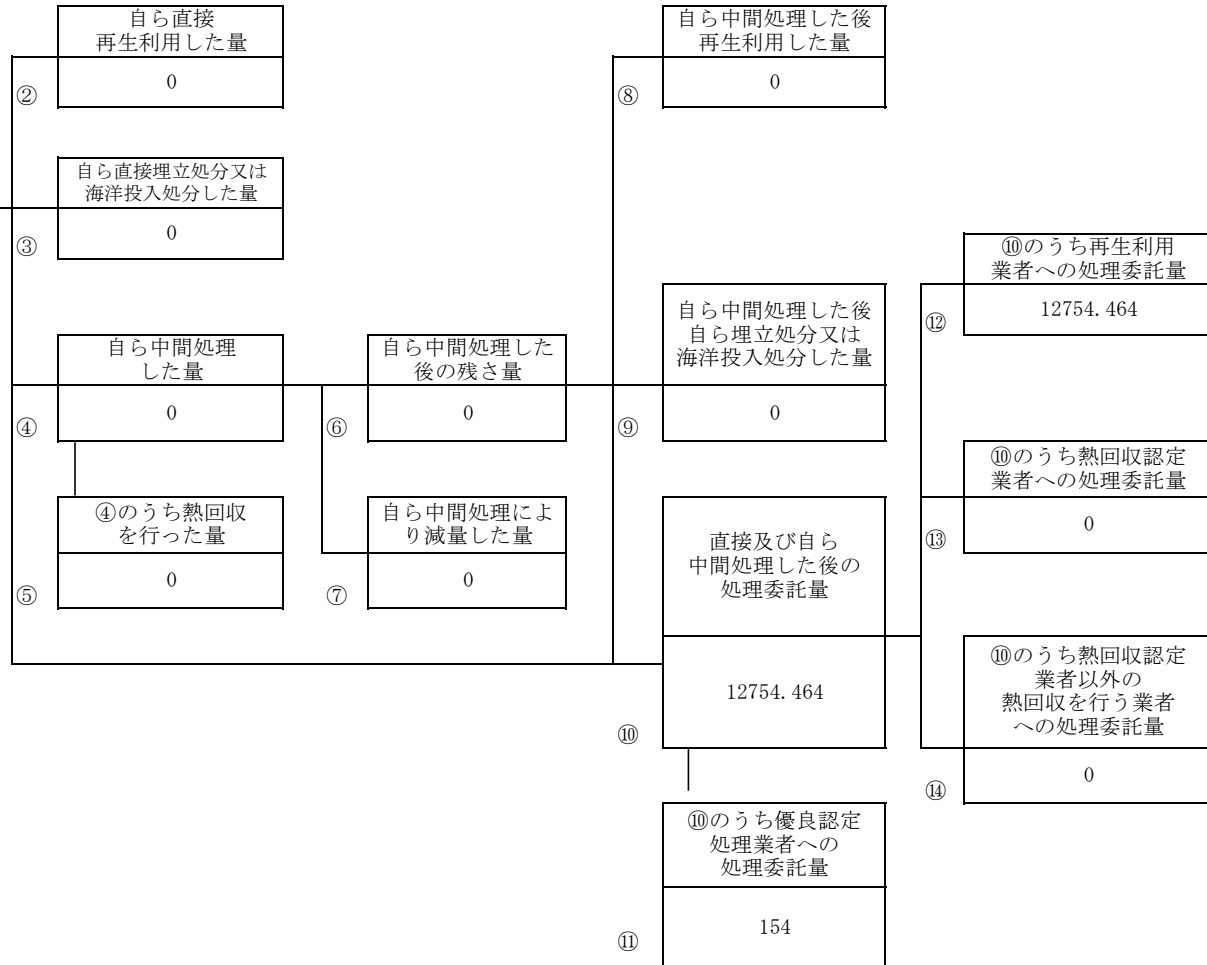 自ら直接
再生利用した量
②
0
自ら直接埋立処分又は
海洋投入処分した量
③
0
自ら中間処理
した量
④
0
④のうち熱回収
を行った量
⑤
0
自ら中間処理した
後の残さ量
⑥
0
自ら中間処理によ
り減量した量
⑦
0
自ら中間処理した後
再生利用した量
⑧
0
自ら中間処理した後
自ら埋立処分又は
海洋投入処分した量
⑨
0
直接及び自ら
中間処理した後の
処理委託量
⑩
12754.464
⑩のうち優良認定
処理業者への
処理委託量
⑪
154
⑩のうち再生利用
業者への処理委託量
⑫
12754.464
⑩のうち熱回収認定
業者への処理委託量
⑬
0
⑩のうち熱回収認定
業者以外の
熱回収を行う業者
への処理委託量
⑭
0